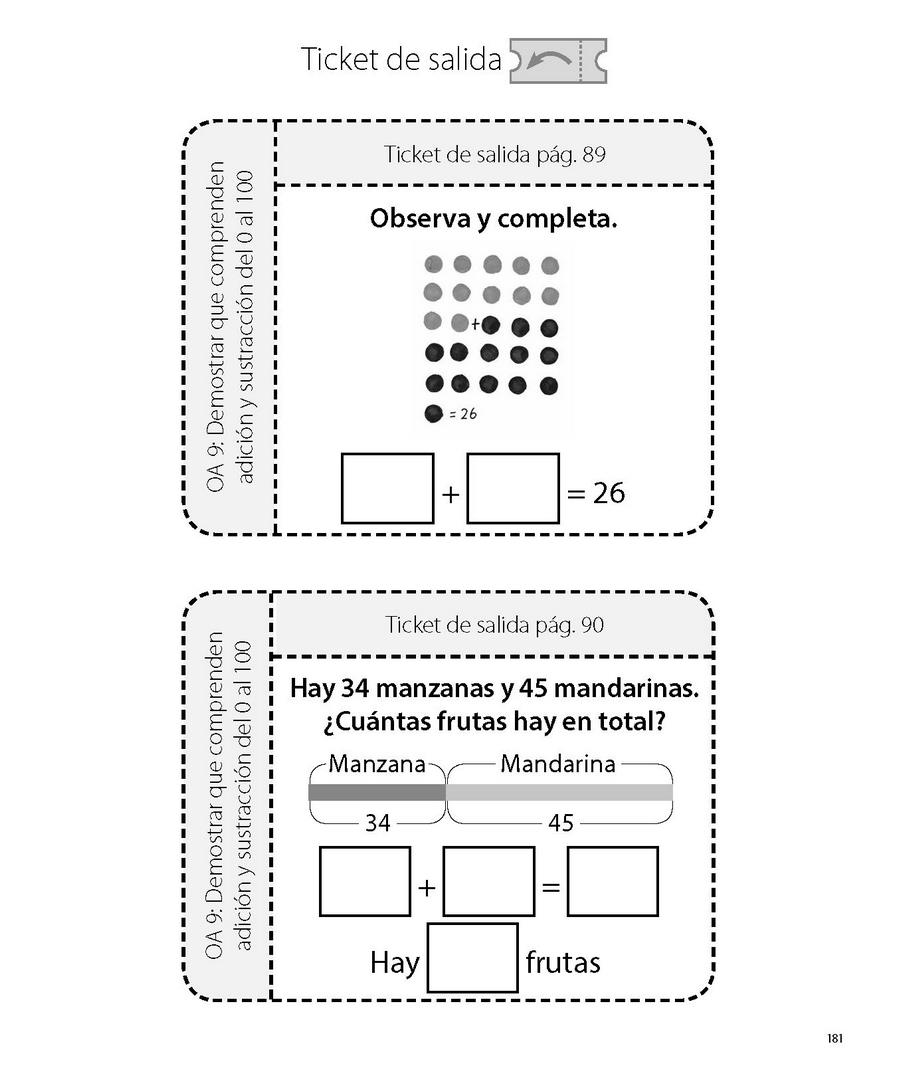 Ticket de salida
OA 9: Demostrar que comprenden
adición y sustracción del 0 al 100
Ticket de salida pág. 89
Observa y completa.
+
= 26
+ = 26
OA 9: Demostrar que comprenden
adición y sustracción del 0 al 100
Ticket de salida pág. 90
Hay 34 manzanas y 45 mandarinas.
¿Cuántas frutas hay en total?
Manzana Mandarina
34 45
+ =
Hay frutas
181